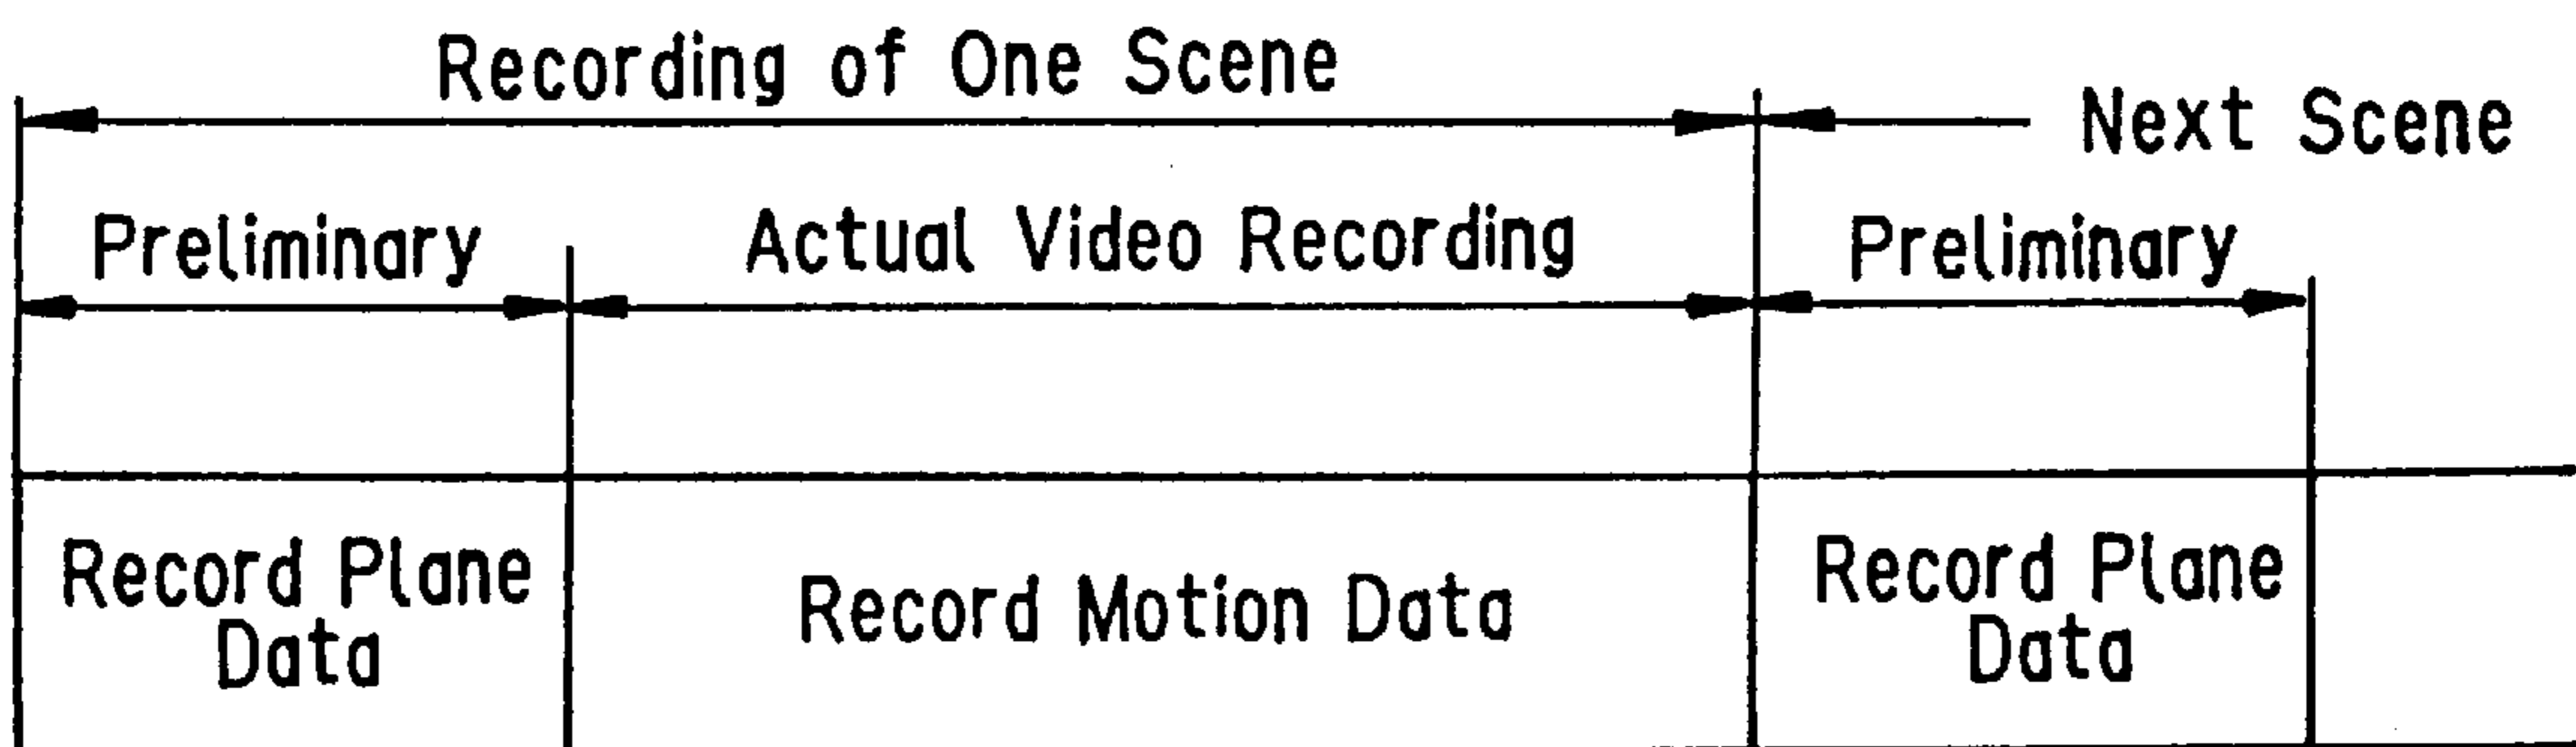 Recording of One Scene
Next Scene
Preliminary
Actual Video Recording
Preliminary
Record Plane
Data
Record Motion Data
Record Plane
Data